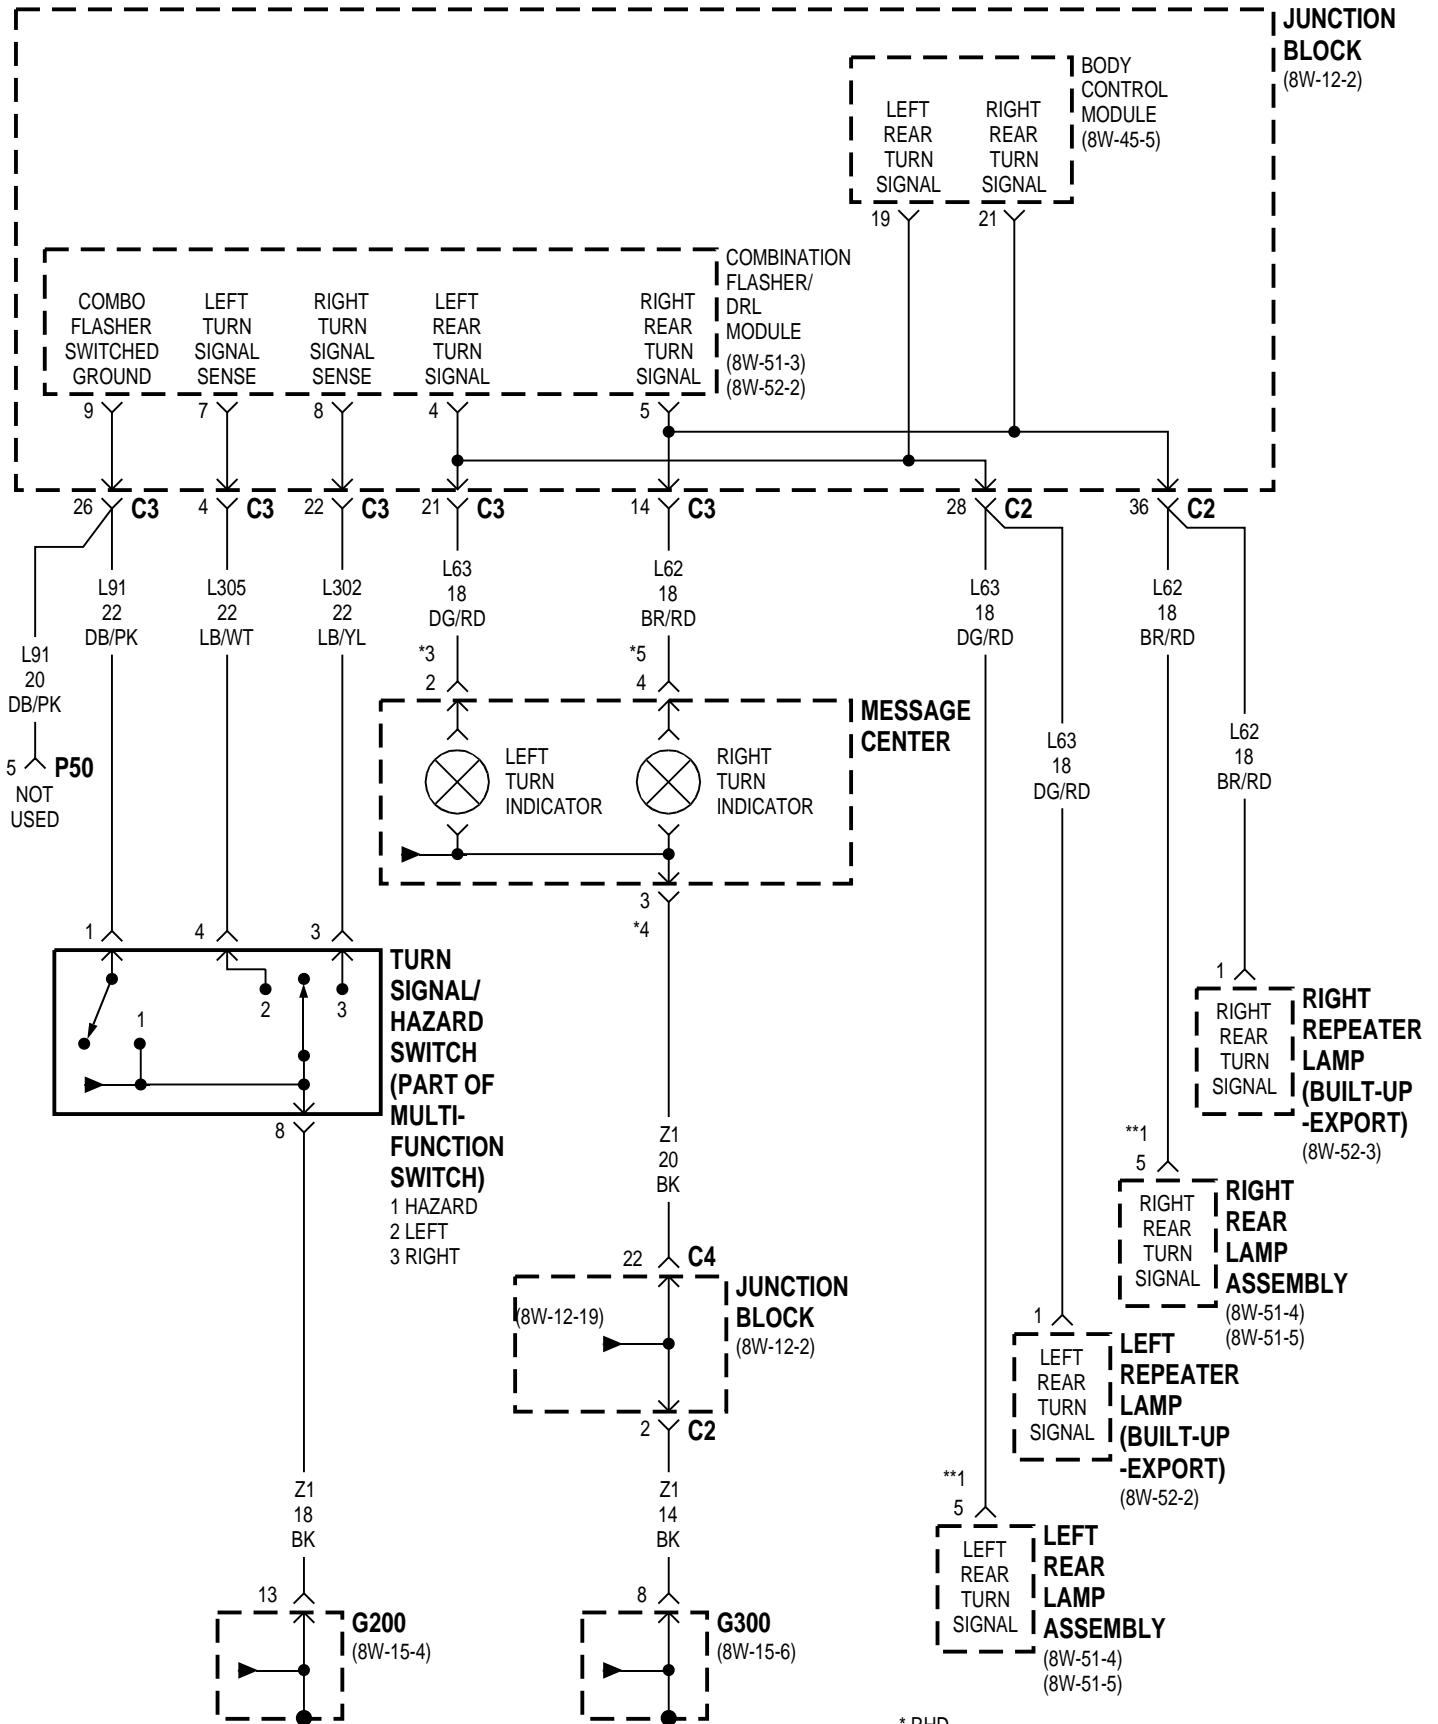 JUNCTION
BLOCK
(8W-12-2)
BODY
CONTROL
MODULE
(8W-45-5)
LEFT
REAR
TURN
SIGNAL
RIGHT
REAR
TURN
SIGNAL
19
21
COMBINATION
FLASHER/
DRL
MODULE
(8W-51-3)
(8W-52-2)
COMBO
FLASHER
SWITCHED
GROUND
LEFT
TURN
SIGNAL
SENSE
RIGHT
TURN
SIGNAL
SENSE
LEFT
REAR
TURN
SIGNAL
RIGHT
REAR
TURN
SIGNAL
9
7
8
4
5
26 C3
4 C3
22 C3
21 C3
14 C3
28 C2
36 C2
L91
22
DB/PK
L305
22
LB/WT
L302
22
LB/YL
L63
18
DG/RD
L62
18
BR/RD
L63
18
DG/RD
L62
18
BR/RD
L91
20
DB/PK
5 P50
NOT
USED
*3
2
*5
4
MESSAGE
CENTER
LEFT
TURN
INDICATOR
RIGHT
TURN
INDICATOR
L63
18
DG/RD
L62
18
BR/RD
3
*4
1
4
3
TURN
SIGNAL/
HAZARD
SWITCH
(PART OF
MULTI-
FUNCTION
SWITCH)
1 HAZARD
2 LEFT
3 RIGHT
1
2
3
8
1
RIGHT
REAR
TURN
SIGNAL
RIGHT
REPEATER
LAMP
(BUILT-UP
-EXPORT)
(8W-52-3)
Z1
20
BK
**1
5
RIGHT
REAR
TURN
SIGNAL
RIGHT
REAR
LAMP
ASSEMBLY
(8W-51-4)
(8W-51-5)
22 C4
(8W-12-19)
JUNCTION
BLOCK
(8W-12-2)
2 C2
1
LEFT
REAR
TURN
SIGNAL
LEFT
REPEATER
LAMP
(BUILT-UP
-EXPORT)
(8W-52-2)
Z1
18
BK
Z1
14
BK
**1
5
LEFT
REAR
TURN
SIGNAL
LEFT
REAR
LAMP
ASSEMBLY
(8W-51-4)
(8W-51-5)
13
G200
(8W-15-4)
8
G300
(8W-15-6)